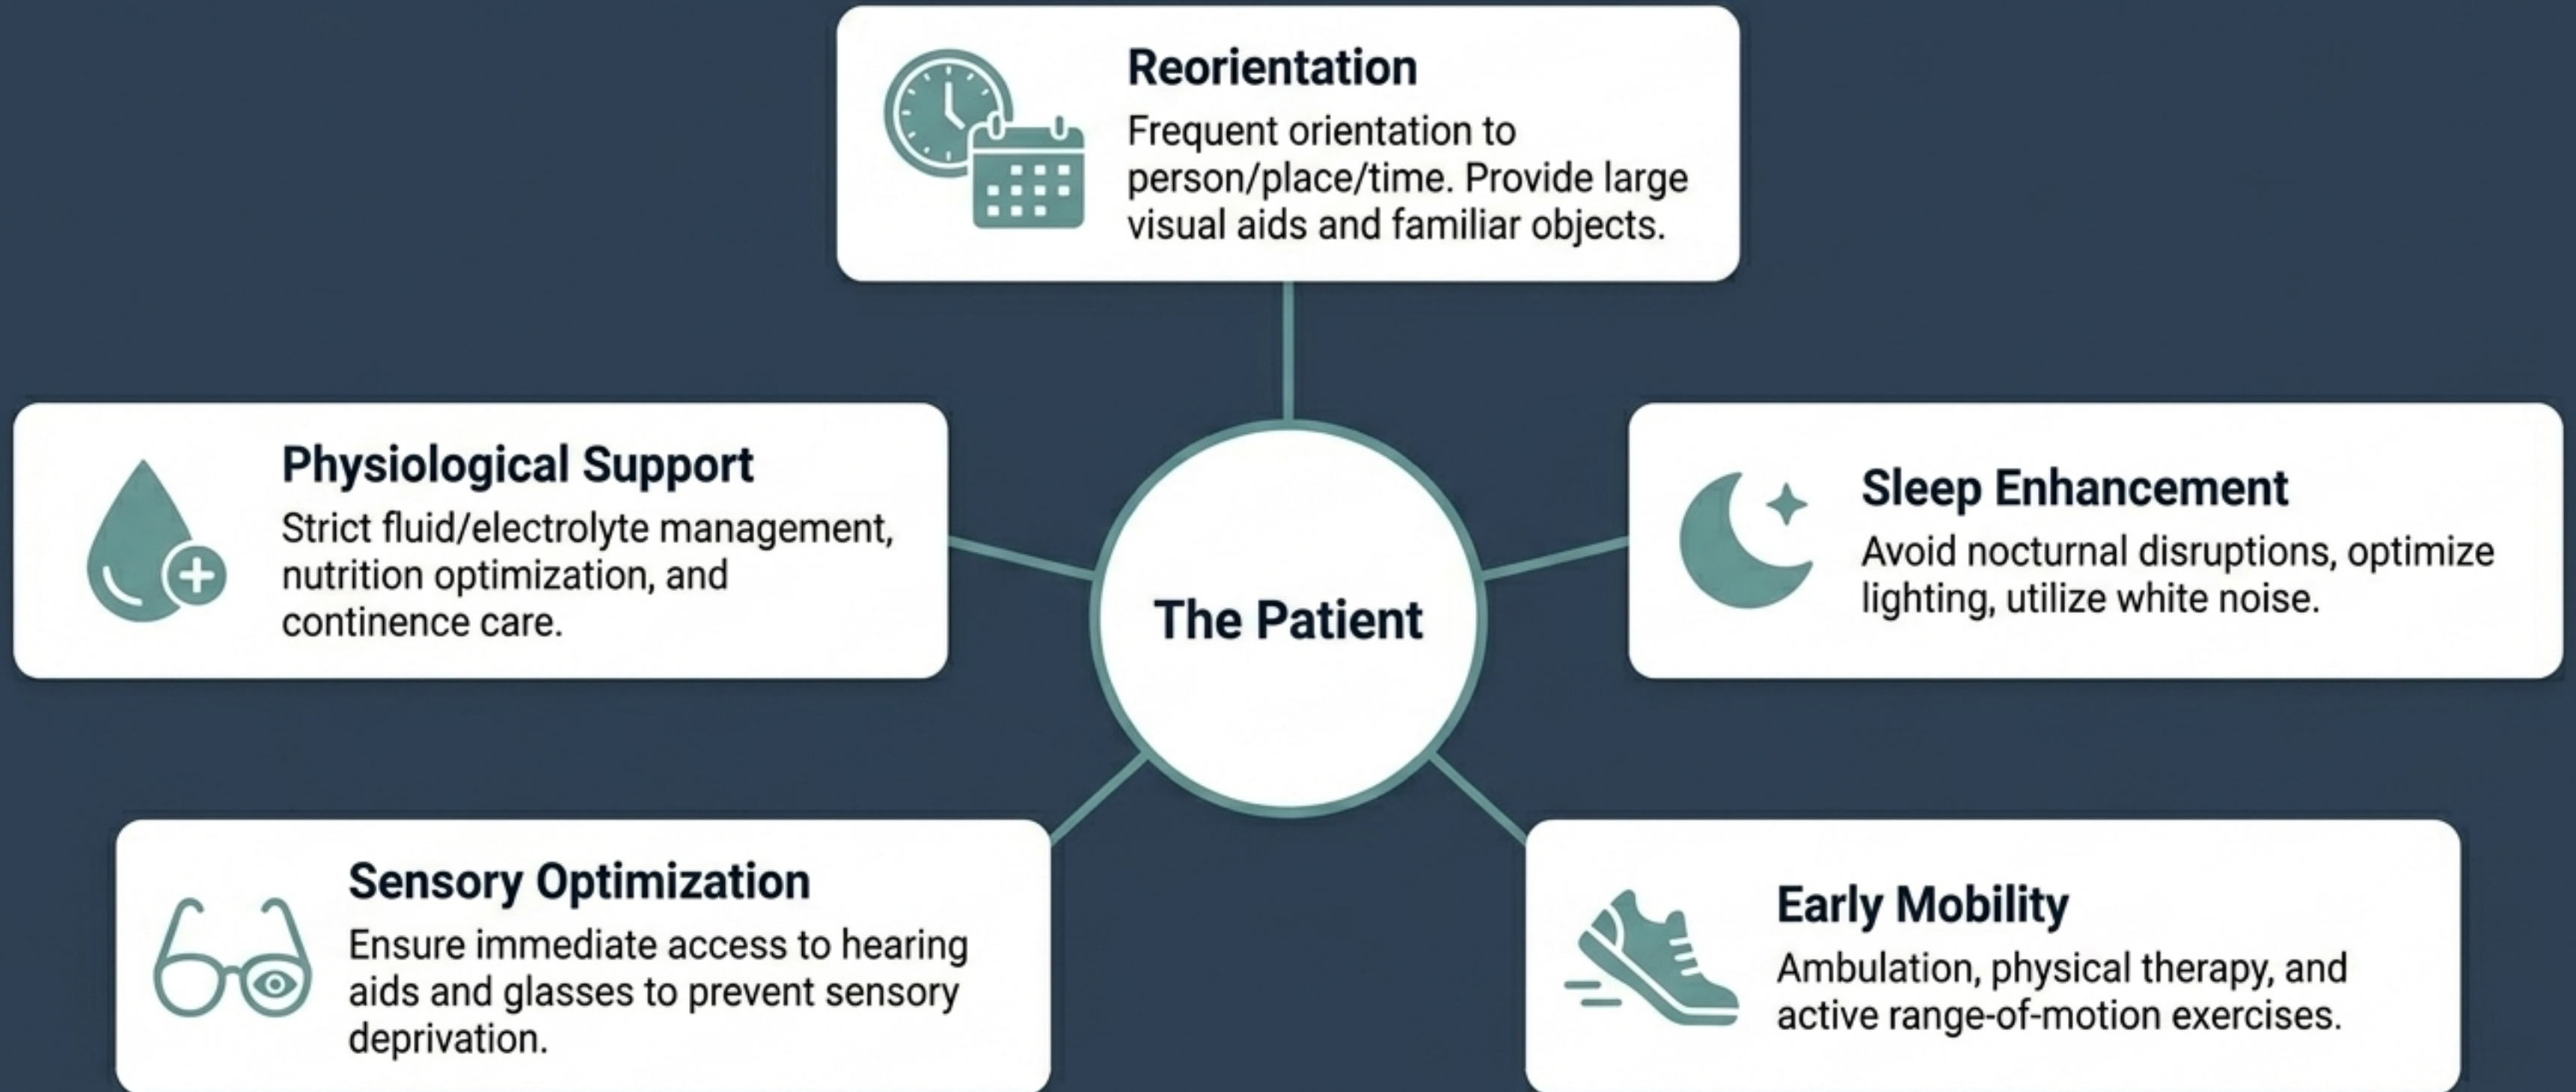 Reorientation
Frequent orientation to
person/place/time. Provide large
visual aids and familiar objects.
Physiological Support
Strict fluid/electrolyte management,
nutrition optimization, and
continence care.
The Patient
Sleep Enhancement
Avoid nocturnal disruptions, optimize
lighting, utilize white noise.
Sensory Optimization
Ensure immediate access to hearing
aids and glasses to prevent sensory
deprivation.
Early Mobility
Ambulation, physical therapy, and
active range-of-motion exercises.